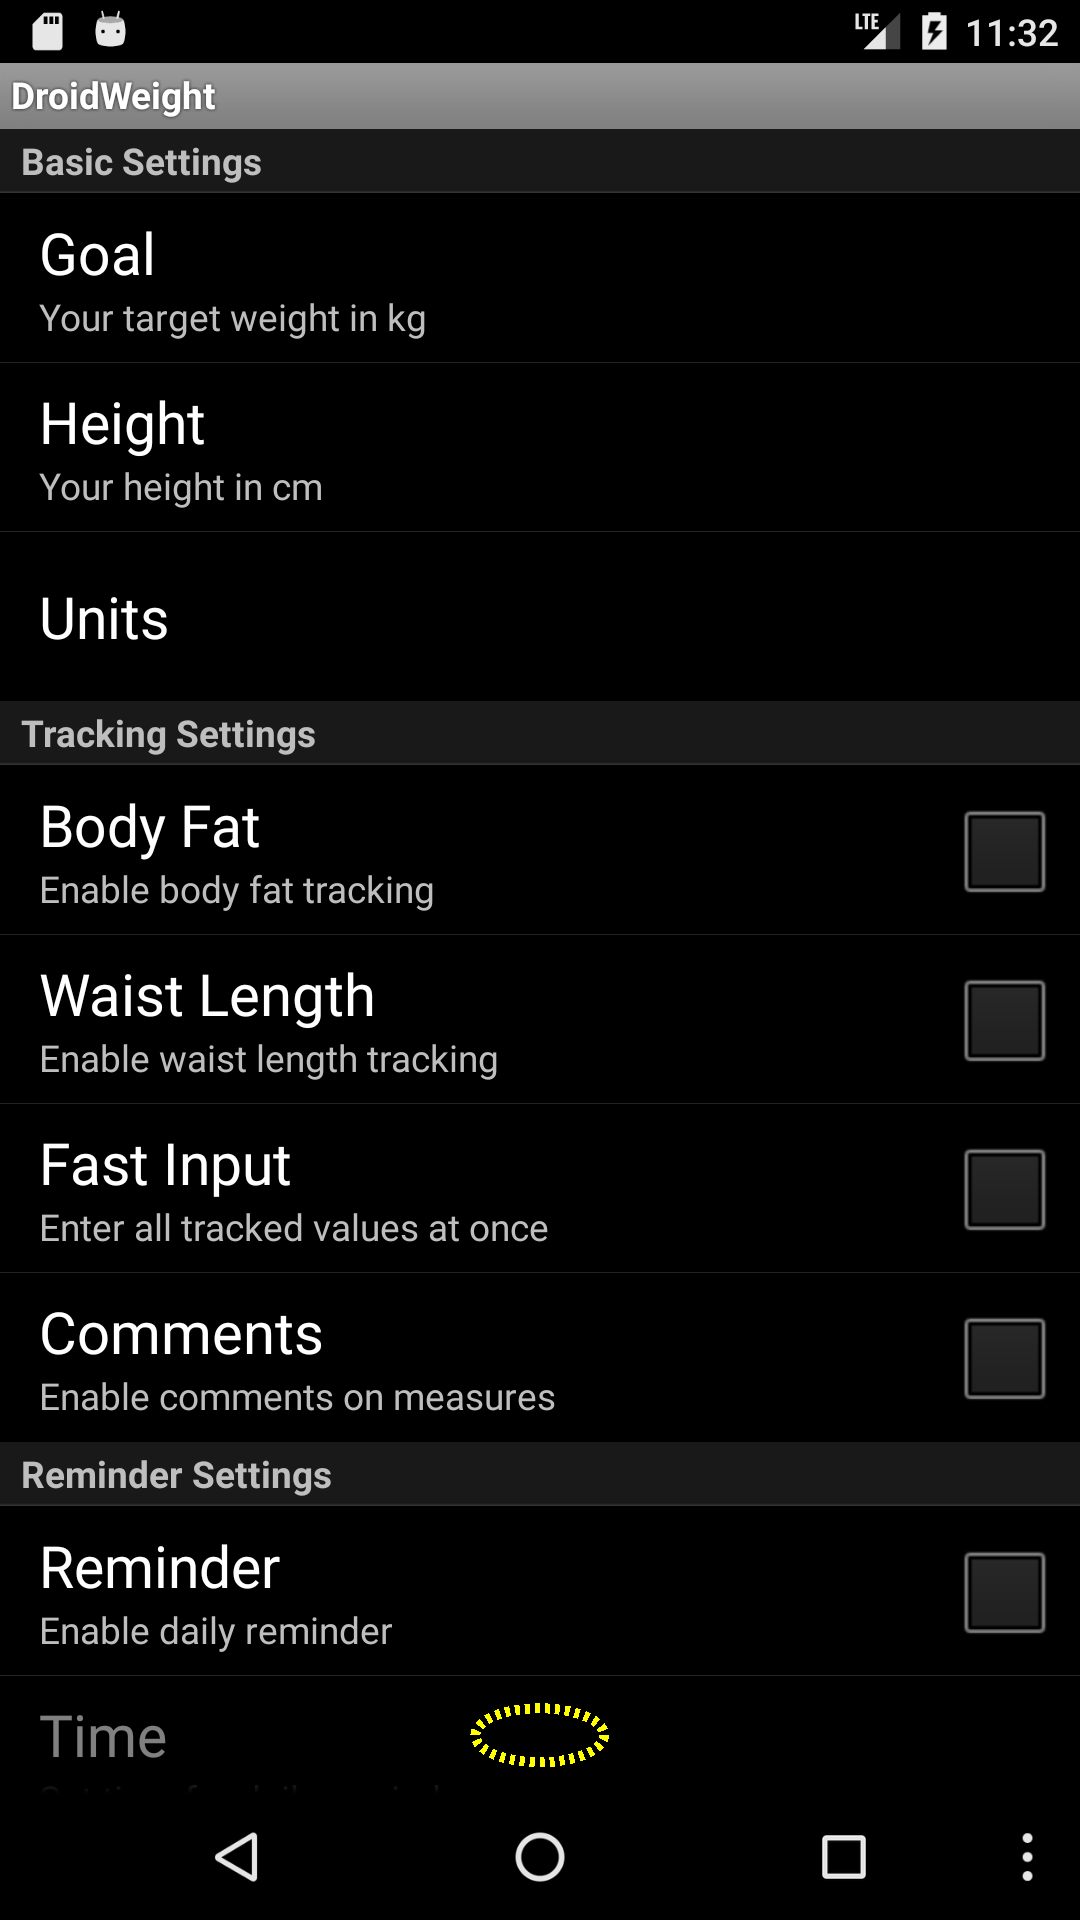 LTE 11:32
DroidWeight
Basic Settings
Goal
Your target weight in kg
Height
Your height in cm
Units
Tracking Settings
Body Fat
Enable body fat tracking
Waist Length
Enable waist length tracking
Fast Input
Enter all tracked values at once
Comments
Enable comments on measures
Reminder Settings
Reminder
Enable daily reminder
Time